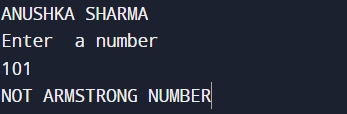 ANUSHKA SHARMA
Enter  a number
101
NOT ARMSTRONG NUMBER